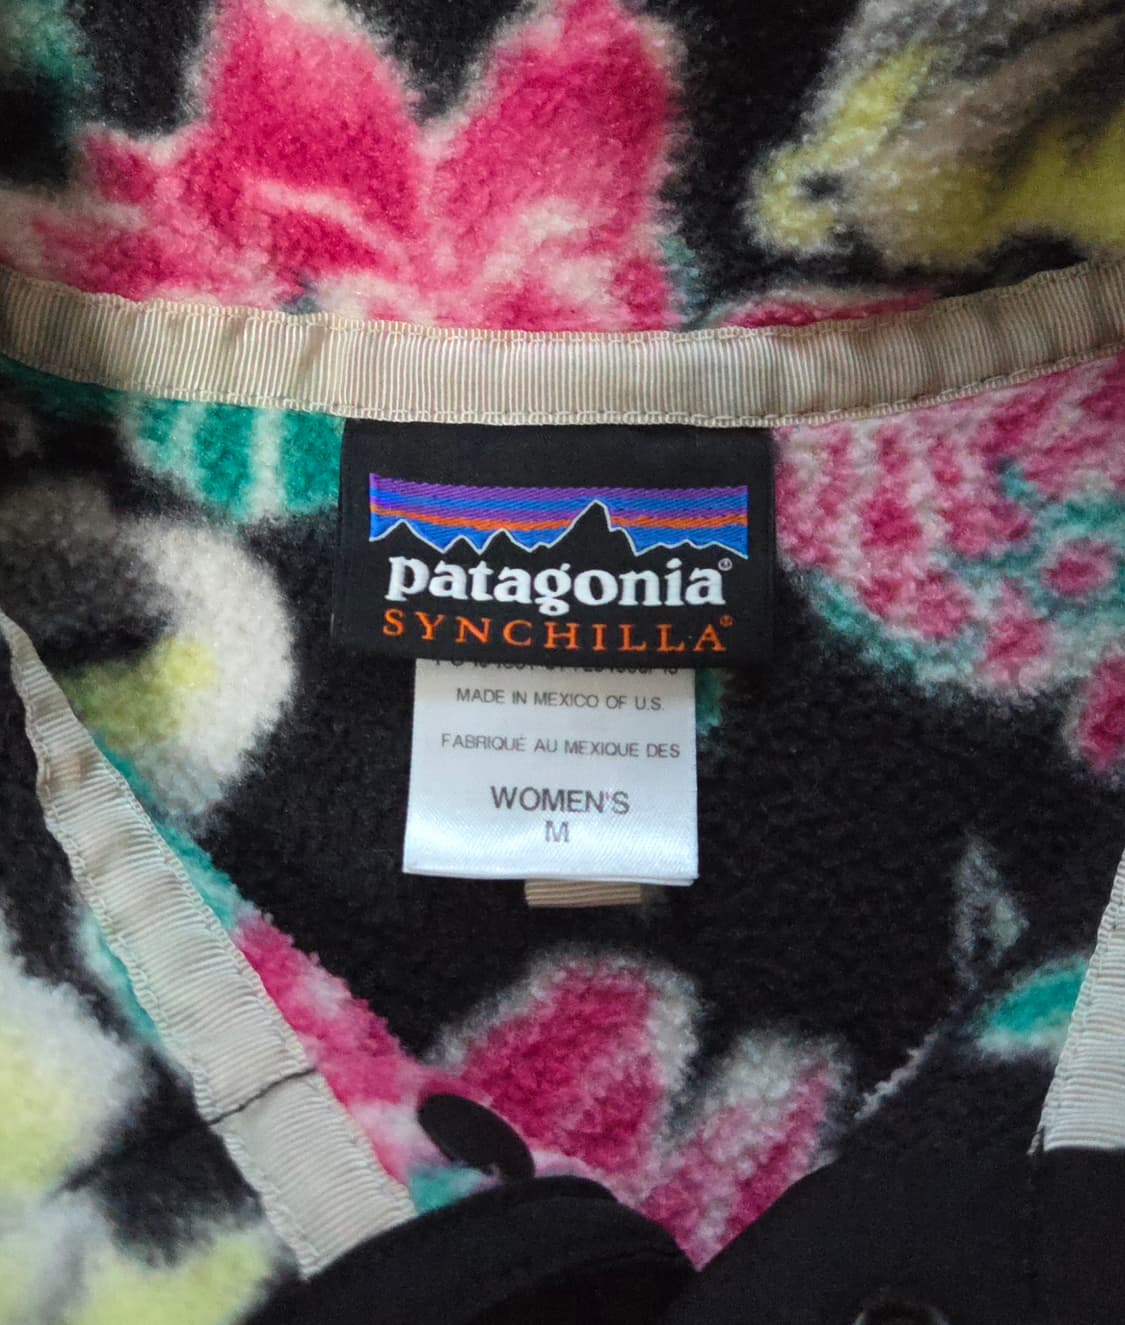 patagonia®
SYNCHILLA®
MADE IN MEXICO OF U.S.
FABRIQUÉ AU MEXIQUE DES
WOMEN'S
M